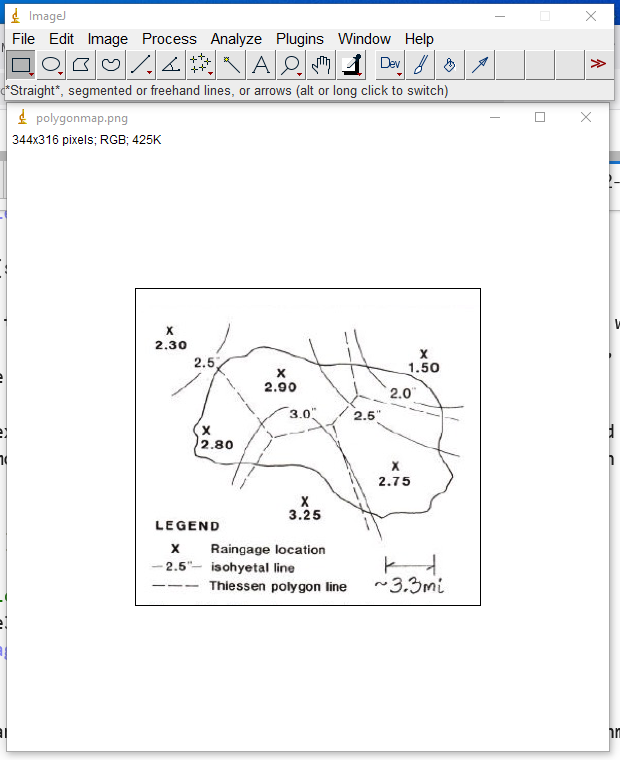 ImageJ
File Edit Image Process Analyze Plugins Window Help
Dev
*Straight*, segmented or freehand lines, or arrows (alt or long click to switch)
polygonmap.png
344x316 pixels; RGB; 425K
X
2.30
2.5"
X
1.50
X
2.90
2.0"
3.0"
2.5"
X
2.80
X
2.75
X
3.25
LEGEND
X Raingage location
2.5" isohyetal line
Thiessen polygon line
~3.3mi